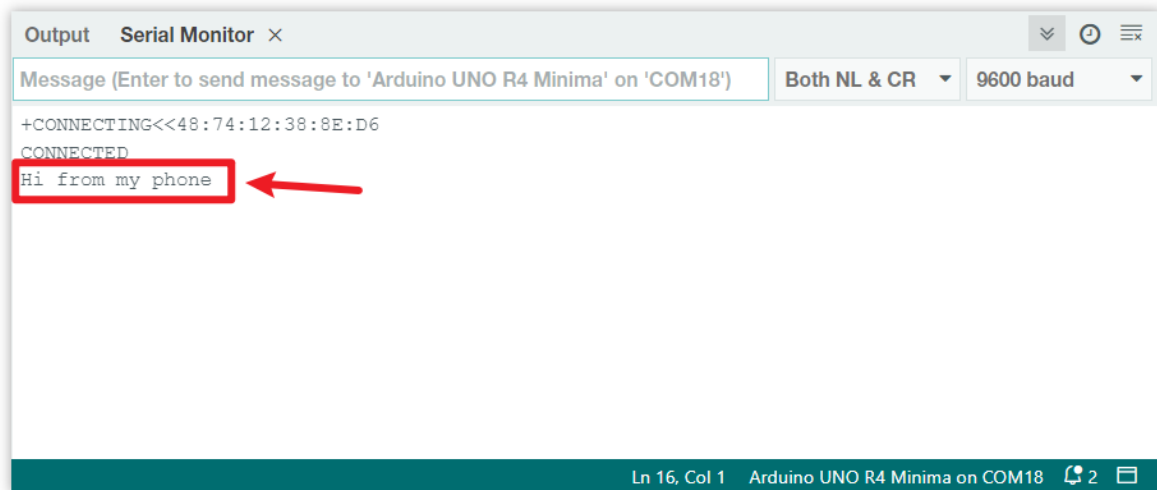 Output Serial Monitor ×
Message (Enter to send message to 'Arduino UNO R4 Minima' on 'COM18') Both NL & CR 9600 baud
+CONNECTING<<48:74:12:38:8E:D6
CONNECTED
Hi from my phone
Ln 16, Col 1 Arduino UNO R4 Minima on COM18 2